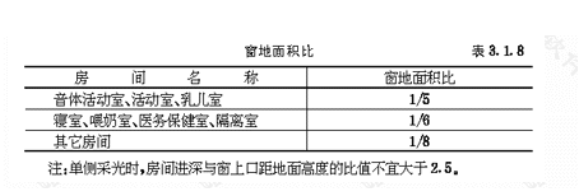 窗地面积比 表 3.1.8
房间名称 窗地面积比
音体活动室、活动室、乳儿室 1/5
寝室、喂奶室、医务保健室、隔离室 1/6
其它房间 1/8
注:单侧采光时,房间进深与窗上口距地面高度的比值不宜大于 2.5。